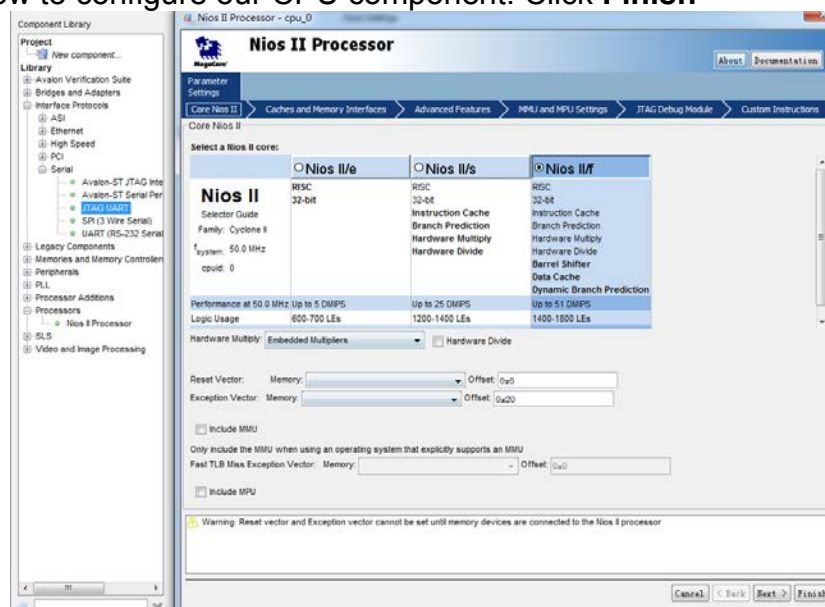 ow to configure our CPU component. Click Finish
Component Library
Project
New component...
Library
Avalon Verification Suite
Bridges and Adapters
Interface Protocols
ASI
Ethernet
High Speed
PCI
Serial
Avalon-ST JTAG Inte
Avalon-ST Serial Per
JTAG UART
SPI (3 Wire Serial)
UART (RS-232 Serial
Legacy Components
Memories and Memory Controllers
Peripherals
PLL
Processor Additions
Processors
Nios II Processor
SLS
Video and Image Processing
Nios II Processor - cpu_0
MegaCore
Nios II Processor
About Documentation
Parameter
Settings
Core Nios II Caches and Memory Interfaces Advanced Features MMU and MPU Settings JTAG Debug Module Custom Instructions
Core Nios II
Select a Nios II core:
Nios II/e Nios II/s Nios II/f
Nios II
Selector Guide
Family: Cyclone II
fsystem: 50.0 MHz
cpuid: 0
RISC
32-bit
RISC
32-bit
Instruction Cache
Branch Prediction
Hardware Multiply
Hardware Divide
RISC
32-bit
Instruction Cache
Branch Prediction
Hardware Multiply
Hardware Divide
Barrel Shifter
Data Cache
Dynamic Branch Prediction
Performance at 50.0 MHz Up to 5 DMIPS Up to 25 DMIPS Up to 51 DMIPS
Logic Usage 600-700 LEs 1200-1400 LEs 1400-1800 LEs
Hardware Multiply: Embedded Multipliers Hardware Divide
Reset Vector: Memory: Offset: 0x0
Exception Vector: Memory: Offset: 0x20
Include MMU
Only include the MMU when using an operating system that explicitly supports an MMU
Fast TLB Miss Exception Vector: Memory: Offset: 0x0
Include MPU
Warning: Reset vector and Exception vector cannot be set until memory devices are connected to the Nios II processor
Cancel < Back Next > Finish